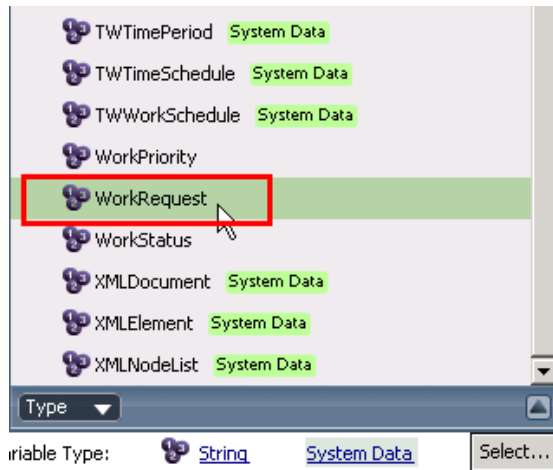 TWTimePeriod System Data
TWTimeSchedule System Data
TWWorkSchedule System Data
WorkPriority
WorkRequest
WorkStatus
XMLDocument System Data
XMLElement System Data
XMLNodeList System Data
Type
riable Type: String System Data Select...